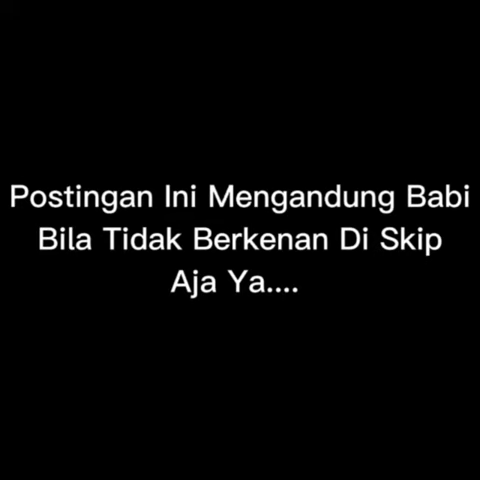 Postingan Ini Mengandung Babi
Bila Tidak Berkenan Di Skip
Aja Ya....